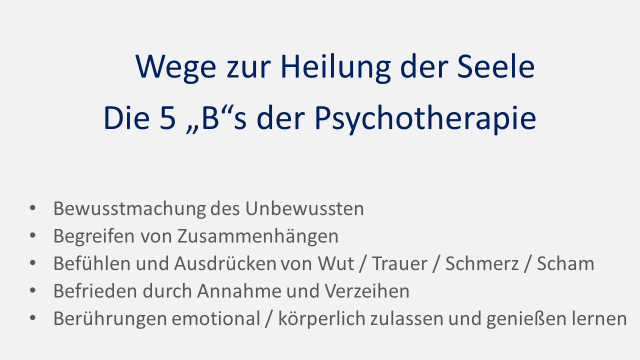 Wege zur Heilung der Seele
Die 5 „B“s der Psychotherapie
• Bewusstmachung des Unbewussten
• Begreifen von Zusammenhängen
• Befühlen und Ausdrücken von Wut / Trauer / Schmerz / Scham
• Befrieden durch Annahme und Verzeihen
• Berührungen emotional / körperlich zulassen und genießen lernen